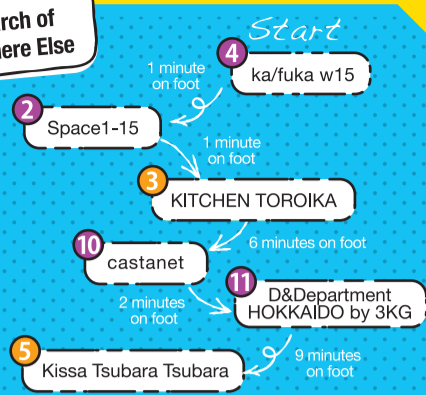 rch of
here Else
Start
4
ka/fuka w15
1 minute
on foot
2
Space1-15
1 minute
on foot
3
KITCHEN TOROIKA
6 minutes on foot
10
castanet
2 minutes
on foot
11
D&Department
HOKKAIDO by 3KG
9 minutes
on foot
5
Kissa Tsubara Tsubara